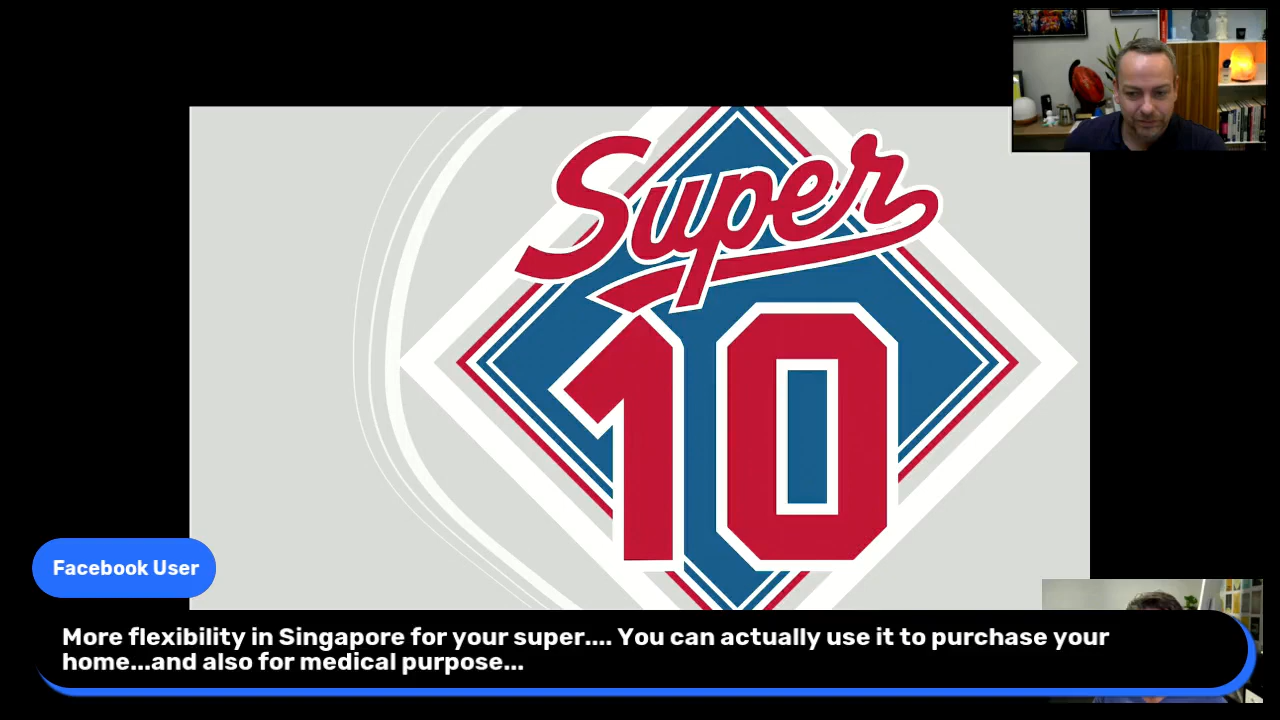 Super
10
Facebook User
More flexibility in Singapore for your super.... You can actually use it to purchase your
home...and also for medical purpose...